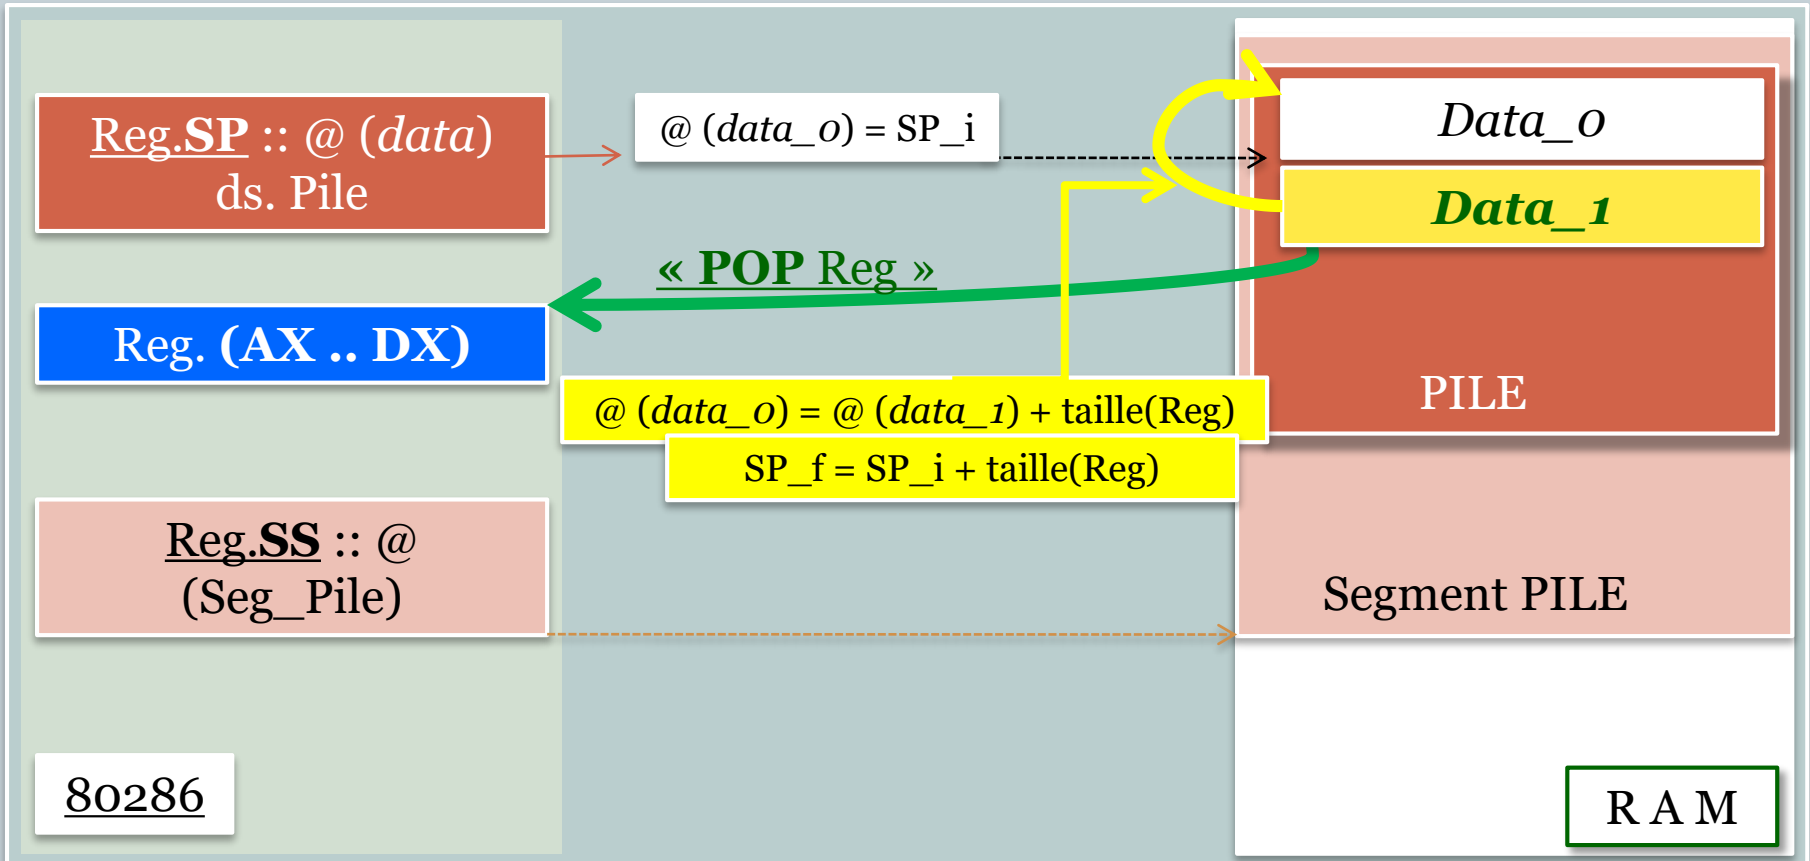 Reg.SP :: @ (data)
ds. Pile
@ (data_0) = SP_i
Data_0
Data_1
« POP Reg »
Reg. (AX .. DX)
@ (data_0) = @ (data_1) + taille(Reg)
SP_f = SP_i + taille(Reg)
PILE
Reg.SS :: @
(Seg_Pile)
Segment PILE
80286
R A M